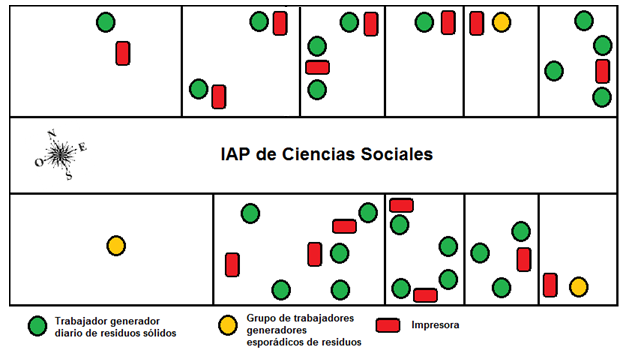 N
O E
S
IAP de Ciencias Sociales
Trabajador generador
diario de residuos sólidos
Grupo de trabajadores
generadores
esporádicos de residuos
Impresora